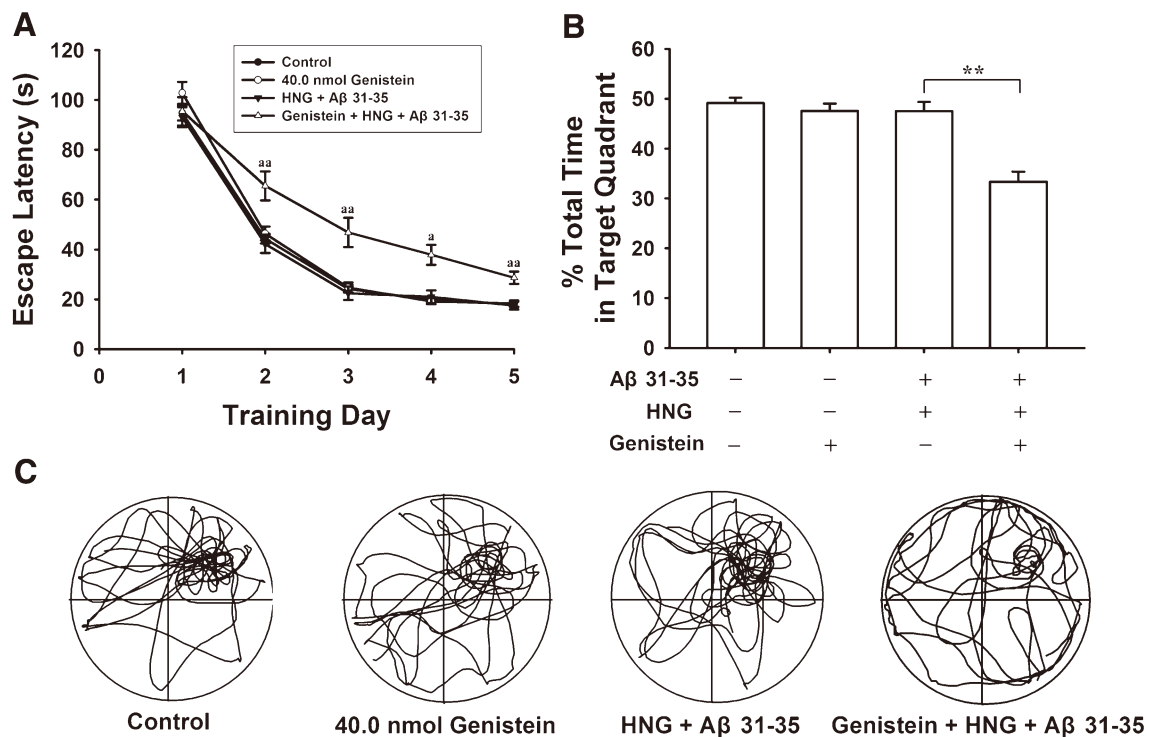 A
Escape Latency (s)
120
100
80
60
40
20
0
0 1 2 3 4 5
Training Day
Control
40.0 nmol Genistein
HNG + Aβ 31-35
Genistein + HNG + Aβ 31-35
aa
aa
a
aa
B
% Total Time
in Target Quadrant
60
50
40
30
20
10
0
**
Aβ 31-35 − − + +
HNG − − + +
Genistein − + − +
C
Control
40.0 nmol Genistein
HNG + Aβ 31-35
Genistein + HNG + Aβ 31-35